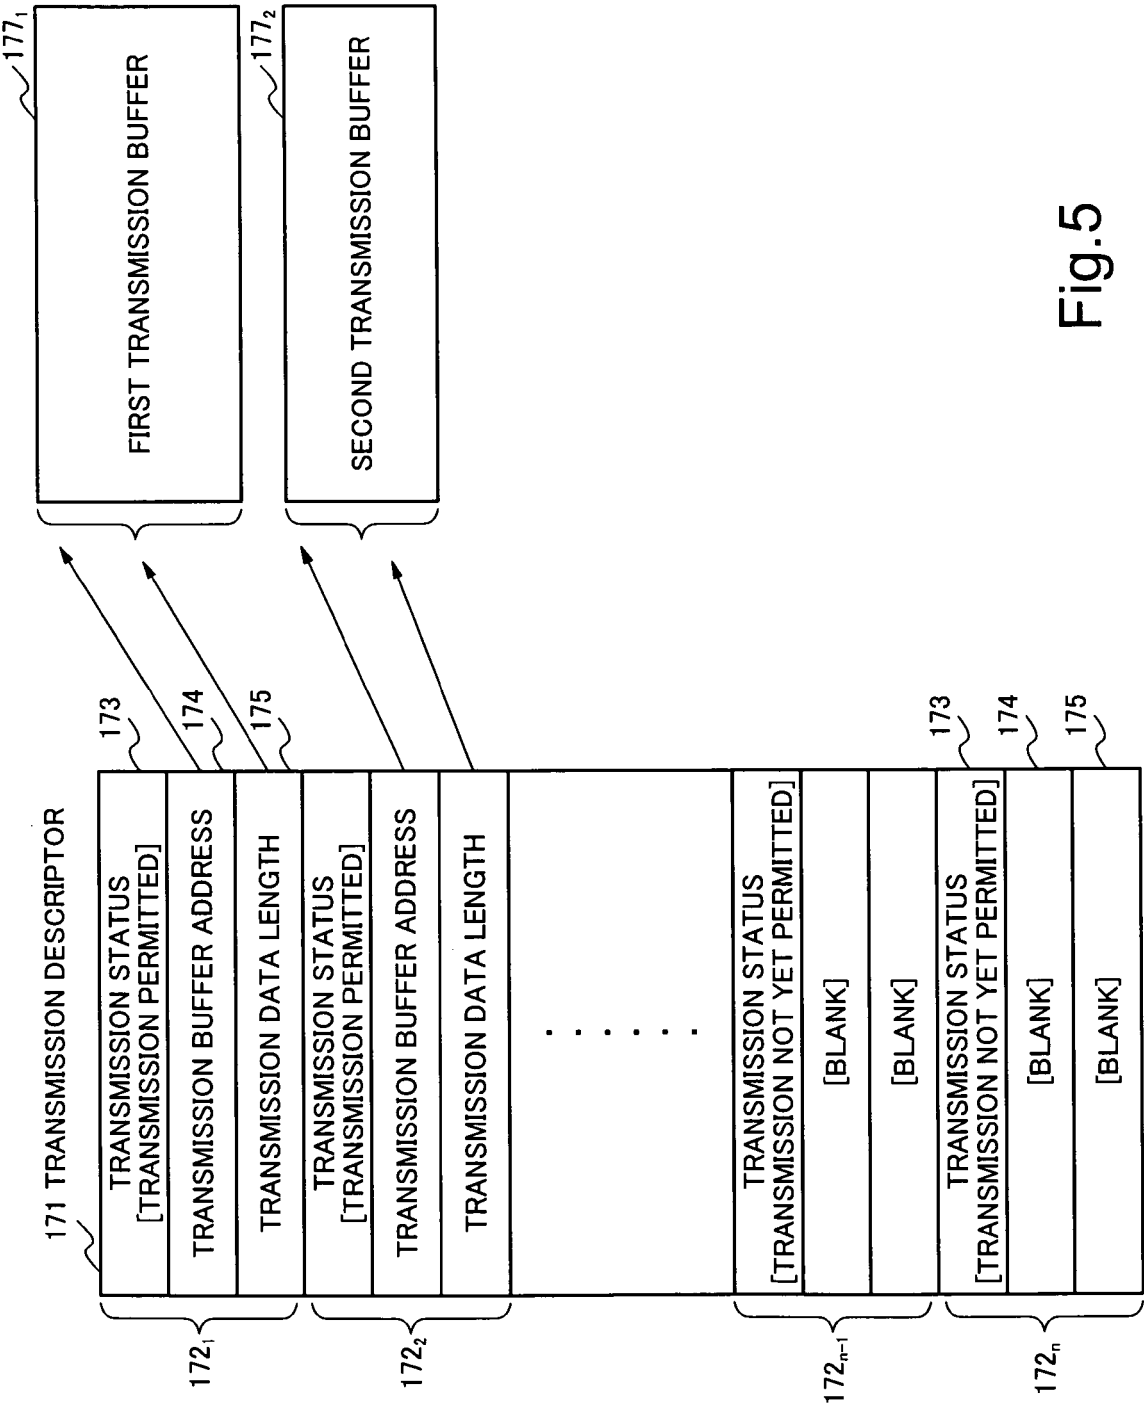 171 TRANSMISSION DESCRIPTOR
172₁
TRANSMISSION STATUS
[TRANSMISSION PERMITTED]
173
TRANSMISSION BUFFER ADDRESS
174
TRANSMISSION DATA LENGTH
175
172₂
TRANSMISSION STATUS
[TRANSMISSION PERMITTED]
TRANSMISSION BUFFER ADDRESS
TRANSMISSION DATA LENGTH
. . . . . .
172ₙ₋₁
TRANSMISSION STATUS
[TRANSMISSION NOT YET PERMITTED]
[BLANK]
[BLANK]
172ₙ
TRANSMISSION STATUS
[TRANSMISSION NOT YET PERMITTED]
173
[BLANK]
174
[BLANK]
175
177₁
FIRST TRANSMISSION BUFFER
177₂
SECOND TRANSMISSION BUFFER
Fig.5